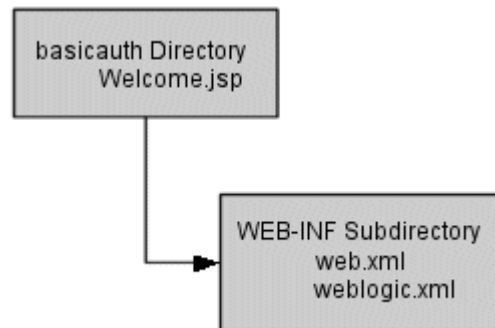 basicauth Directory
Welcome.jsp
WEB-INF Subdirectory
web.xml
weblogic.xml